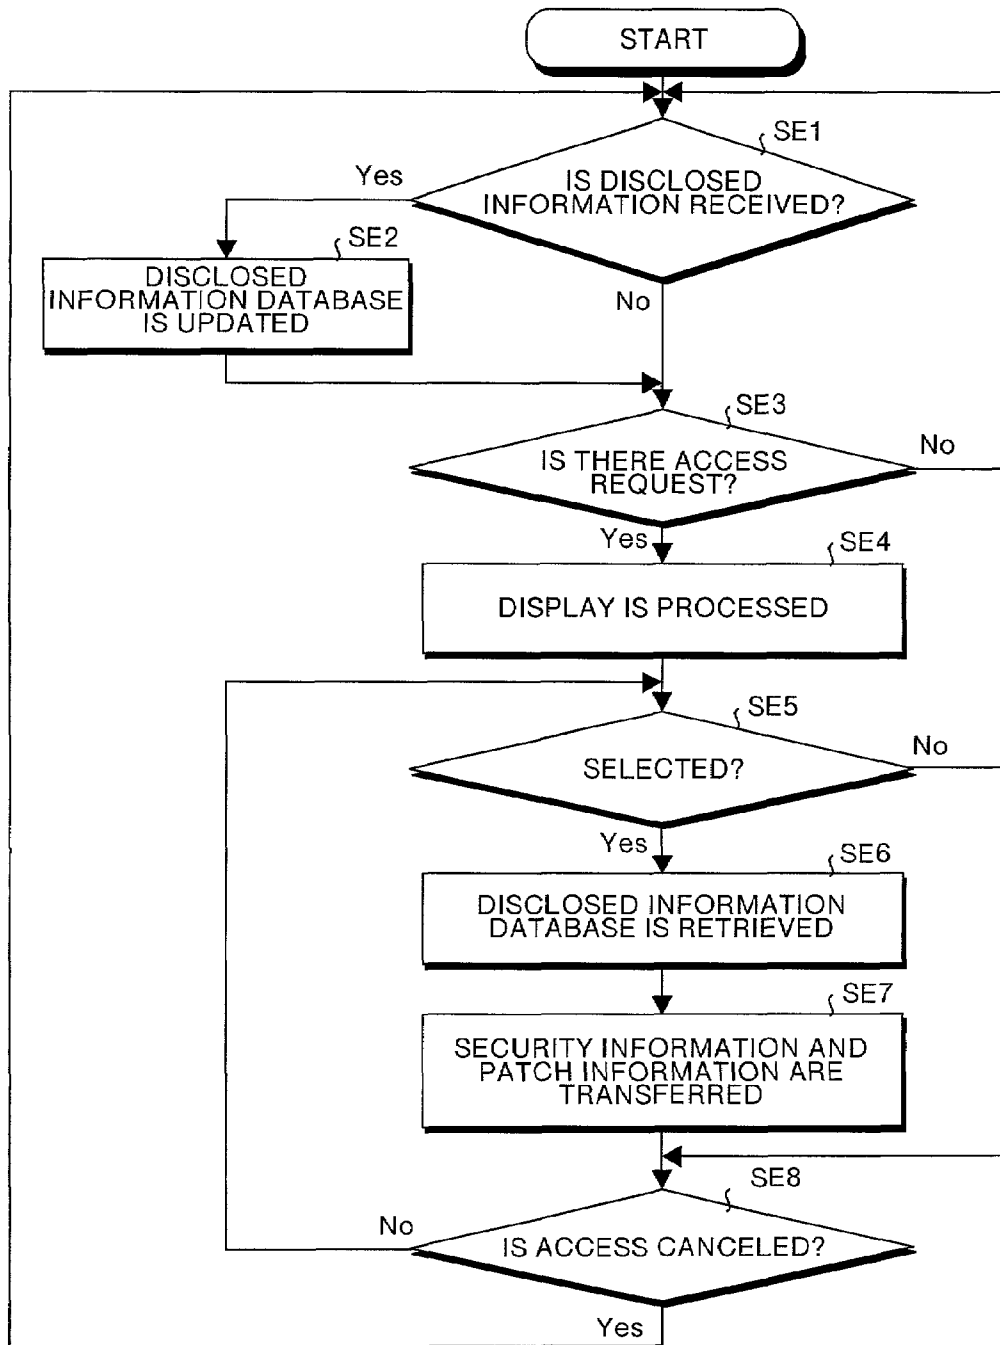 START
SE1
IS DISCLOSED
INFORMATION RECEIVED?
Yes
SE2
DISCLOSED
INFORMATION DATABASE
IS UPDATED
No
SE3
IS THERE ACCESS
REQUEST?
No
Yes
SE4
DISPLAY IS PROCESSED
SE5
SELECTED?
No
Yes
SE6
DISCLOSED INFORMATION
DATABASE IS RETRIEVED
SE7
SECURITY INFORMATION AND
PATCH INFORMATION ARE
TRANSFERRED
SE8
No
IS ACCESS CANCELED?
Yes